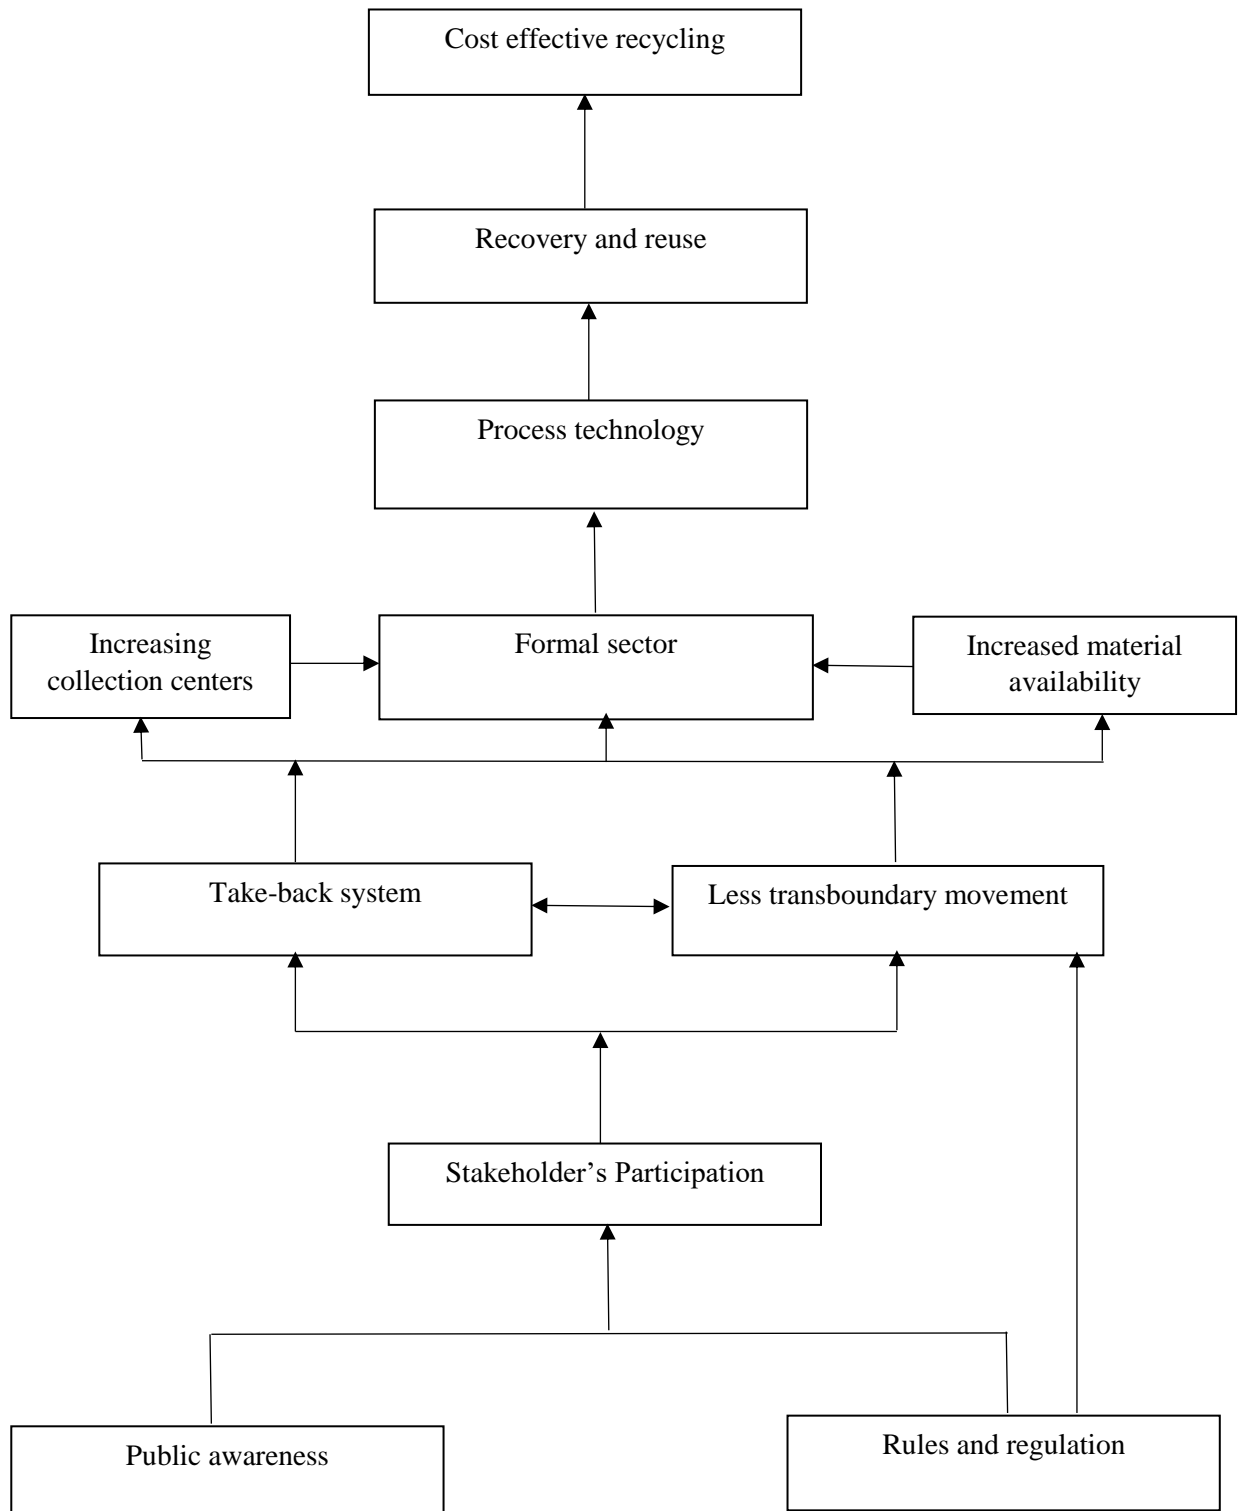 Cost effective recycling
Recovery and reuse
Process technology
Increasing
collection centers
Formal sector
Increased material
availability
Take-back system
Less transboundary movement
Stakeholder’s Participation
Public awareness
Rules and regulation